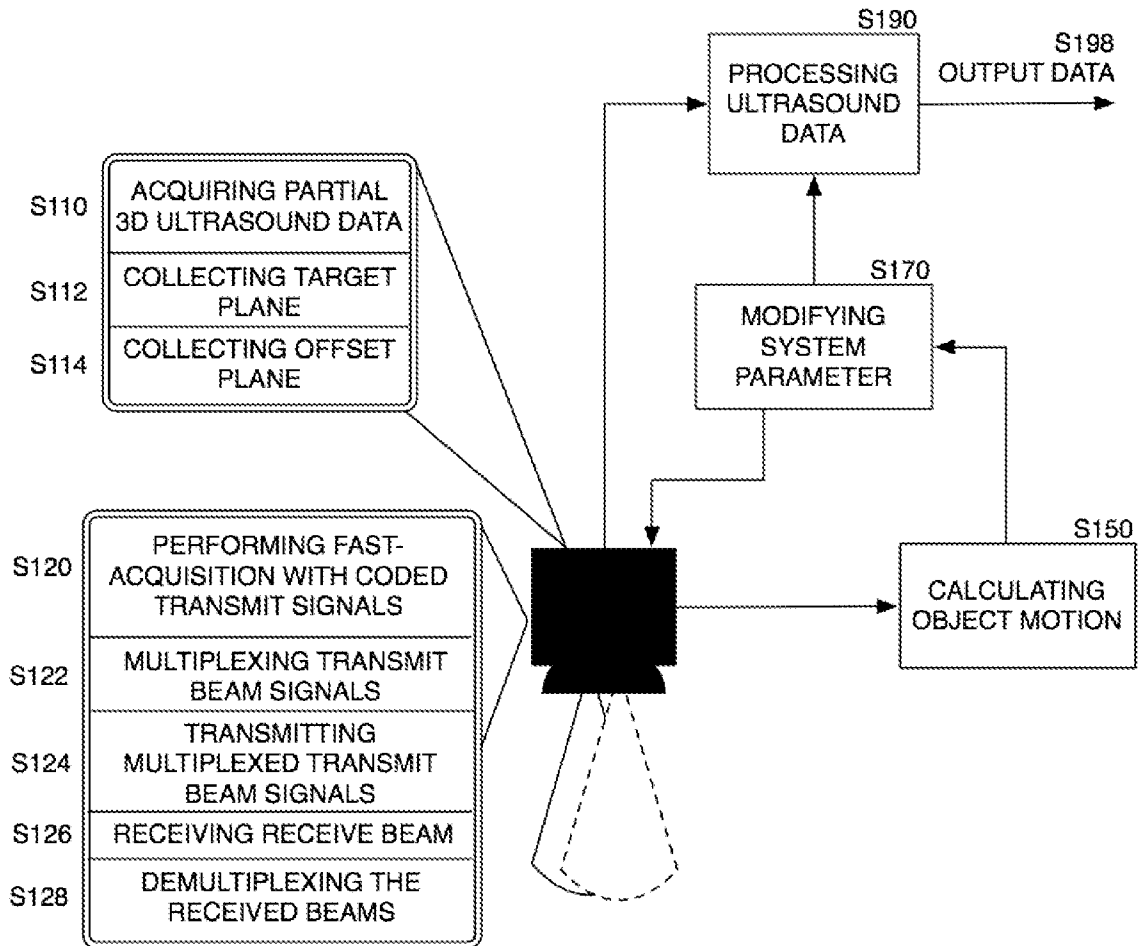 S190
PROCESSING
ULTRASOUND
DATA
S198
OUTPUT DATA
S110
ACQUIRING PARTIAL
3D ULTRASOUND DATA
S112
COLLECTING TARGET
PLANE
S114
COLLECTING OFFSET
PLANE
S170
MODIFYING
SYSTEM
PARAMETER
S120
PERFORMING FAST-
ACQUISITION WITH CODED
TRANSMIT SIGNALS
S122
MULTIPLEXING TRANSMIT
BEAM SIGNALS
S124
TRANSMITTING
MULTIPLEXED TRANSMIT
BEAM SIGNALS
S126
RECEIVING RECEIVE BEAM
S128
DEMULTIPLEXING THE
RECEIVED BEAMS
S150
CALCULATING
OBJECT MOTION